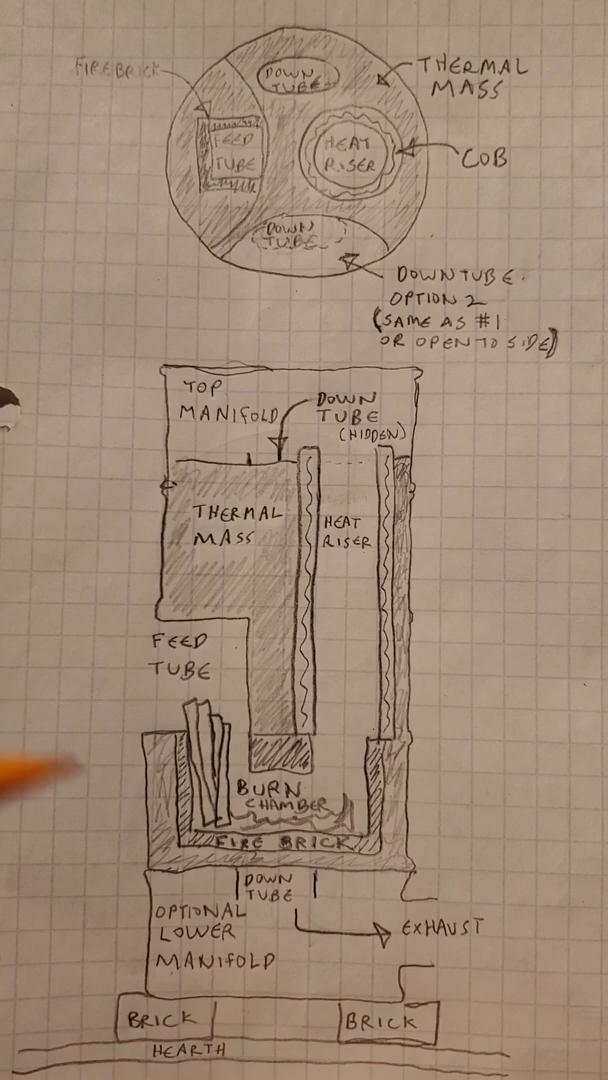 FIREBRICK
DOWN
TUBE
THERMAL
MASS
FEED
TUBE
HEAT
RISER
COB
DOWN
TUBE
DOWN TUBE
OPTION 2
(SAME AS #1
OR OPEN TO SIDE)
TOP
MANIFOLD
DOWN
TUBE
(HIDDEN)
THERMAL
MASS
HEAT
RISER
FEED
TUBE
BURN
CHAMBER
FIRE BRICK
DOWN
TUBE
OPTIONAL
LOWER
MANIFOLD
EXHAUST
BRICK
BRICK
HEARTH